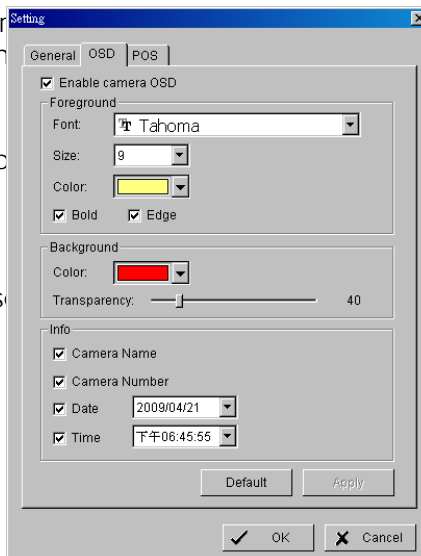 Setting
General OSD POS
Enable camera OSD
Foreground
Font: Tahoma
Size: 9
Color:
Bold Edge
Background
Color:
Transparency: 40
Info
Camera Name
Camera Number
Date 2009/04/21
Time 下午06:45:55
Default Apply
OK Cancel